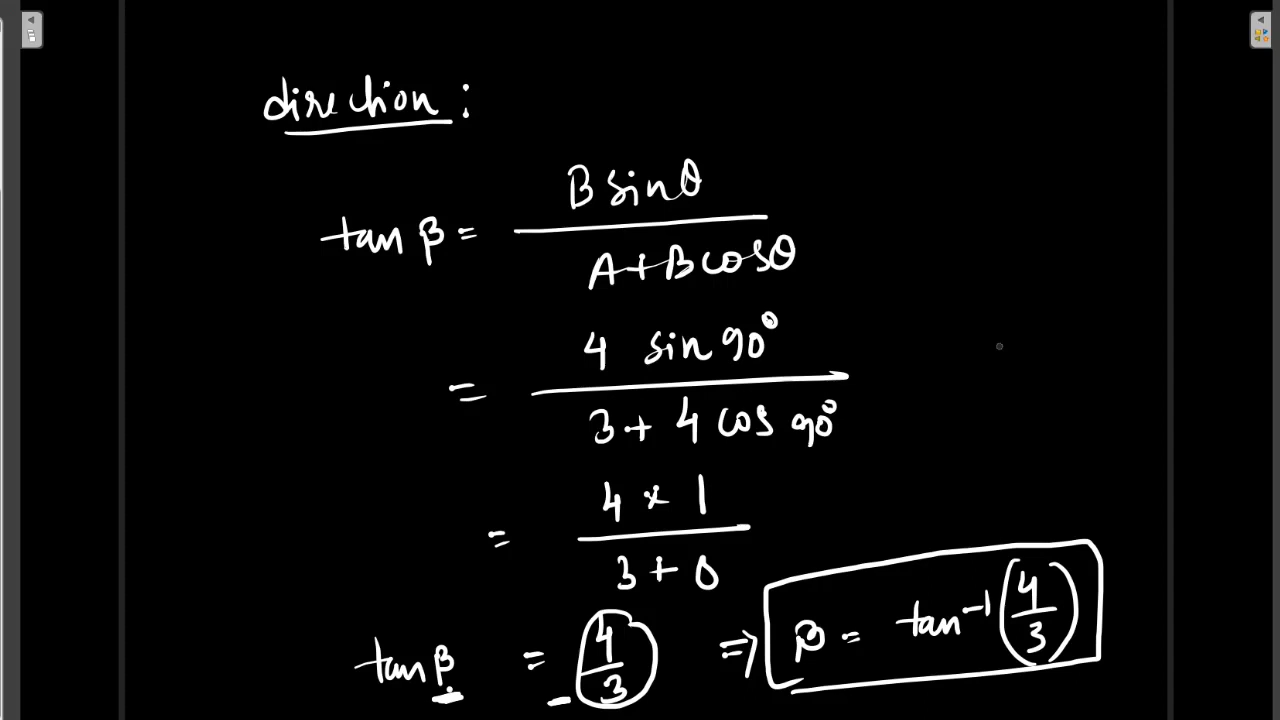 direction:
tan β = B sinθ / A + B cosθ
= 4 sin 90° / 3 + 4 cos 90°
= 4 × 1 / 3 + 0
tan β = 4/3 ⇒ β = tan⁻¹(4/3)